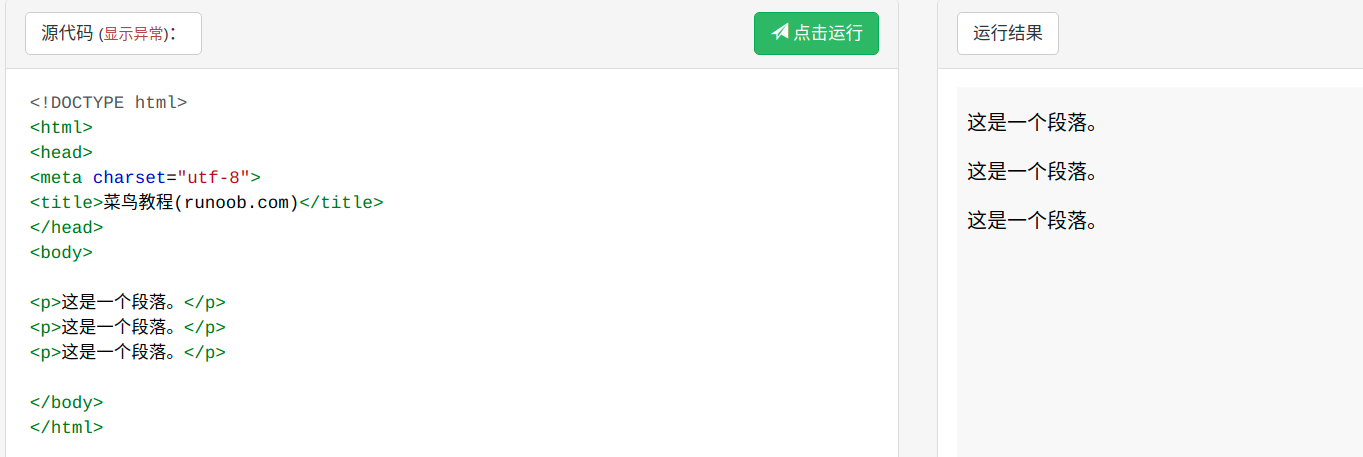 源代码 (显示异常)：
点击运行
<!DOCTYPE html>
<html>
<head>
<meta charset="utf-8">
<title>菜鸟教程(runoob.com)</title>
</head>
<body>
<p>这是一个段落。</p>
<p>这是一个段落。</p>
<p>这是一个段落。</p>
</body>
</html>
运行结果
这是一个段落。
这是一个段落。
这是一个段落。